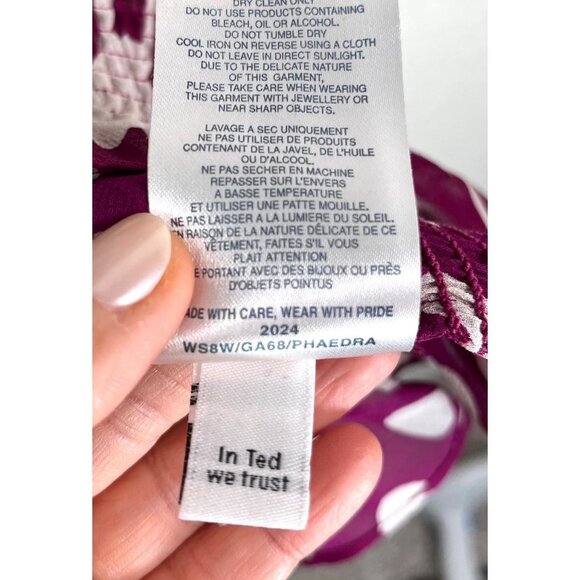 DRY CLEAN ONLY
DO NOT USE PRODUCTS CONTAINING
BLEACH, OIL OR ALCOHOL.
DO NOT TUMBLE DRY
COOL IRON ON REVERSE USING A CLOTH
DO NOT LEAVE IN DIRECT SUNLIGHT.
DUE TO THE DELICATE NATURE
OF THIS GARMENT,
PLEASE TAKE CARE WHEN WEARING
THIS GARMENT WITH JEWELLERY OR
NEAR SHARP OBJECTS.
LAVAGE A SEC UNIQUEMENT
NE PAS UTILISER DE PRODUITS
CONTENANT DE LA JAVEL, DE L'HUILE
OU D'ALCOOL.
NE PAS SECHER EN MACHINE
REPASSER SUR L'ENVERS
A BASSE TEMPERATURE
ET UTILISER UNE PATTE MOUILLE.
NE PAS LAISSER A LA LUMIERE DU SOLEIL.
EN RAISON DE LA NATURE DÉLICATE DE CE
VÊTEMENT, FAITES S'IL VOUS
PLAIT ATTENTION
E PORTANT AVEC DES BIJOUX OU PRÈS
D'OBJETS POINTUS
ADE WITH CARE, WEAR WITH PRIDE
2024
WS8W/GA68/PHAEDRA
In Ted
we trust